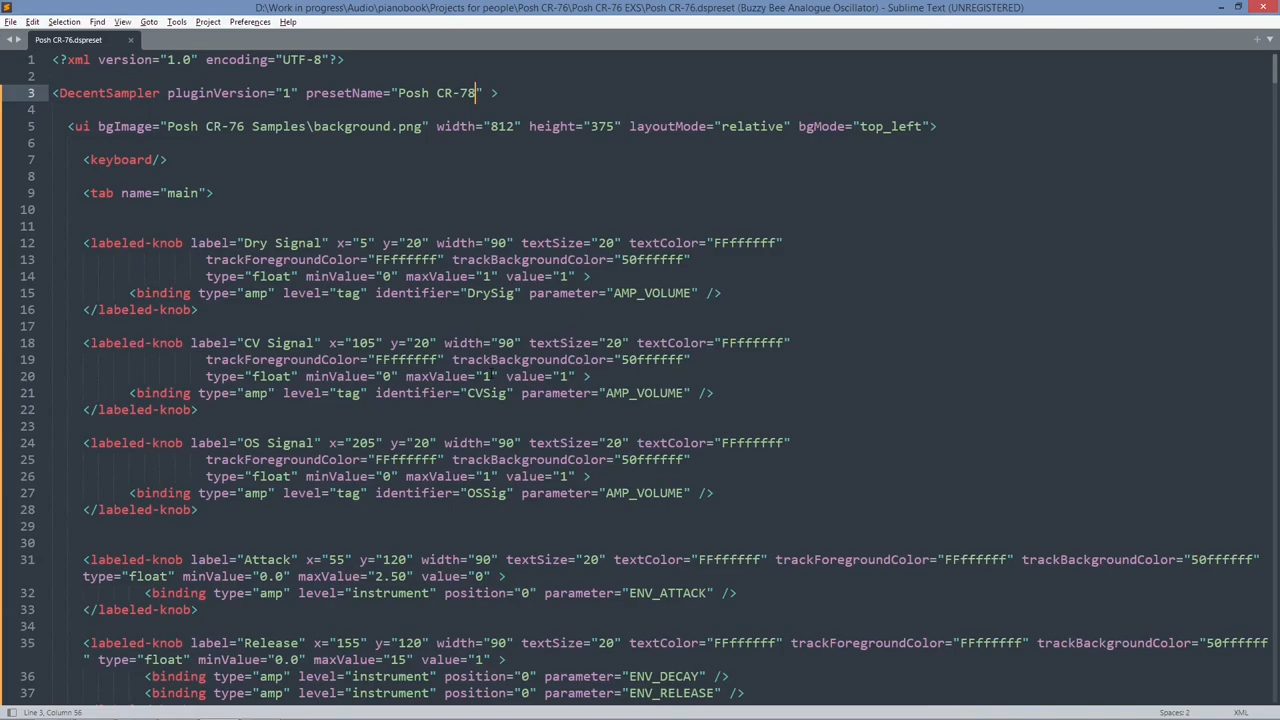 D:\Work in progress\Audio\pianobook\Projects for people\Posh CR-76\Posh CR-76 EXS\Posh CR-76.dspreset (Buzzy Bee Analogue Oscillator) - Sublime Text (UNREGISTERED)
File Edit Selection Find View Goto Tools Project Preferences Help
Posh CR-76.dspreset ×
1 <?xml version="1.0" encoding="UTF-8"?>
2
3 <DecentSampler pluginVersion="1" presetName="Posh CR-78" >
4
5 <ui bgImage="Posh CR-76 Samples\background.png" width="812" height="375" layoutMode="relative" bgMode="top_left">
6
7 <keyboard/>
8
9 <tab name="main">
10
11
12 <labeled-knob label="Dry Signal" x="5" y="20" width="90" textSize="20" textColor="FFffffff"
13 trackForegroundColor="FFffffff" trackBackgroundColor="50ffffff"
14 type="float" minValue="0" maxValue="1" value="1" >
15 <binding type="amp" level="tag" identifier="DrySig" parameter="AMP_VOLUME" />
16 </labeled-knob>
17
18 <labeled-knob label="CV Signal" x="105" y="20" width="90" textSize="20" textColor="FFffffff"
19 trackForegroundColor="FFffffff" trackBackgroundColor="50ffffff"
20 type="float" minValue="0" maxValue="1" value="1" >
21 <binding type="amp" level="tag" identifier="CVSig" parameter="AMP_VOLUME" />
22 </labeled-knob>
23
24 <labeled-knob label="OS Signal" x="205" y="20" width="90" textSize="20" textColor="FFffffff"
25 trackForegroundColor="FFffffff" trackBackgroundColor="50ffffff"
26 type="float" minValue="0" maxValue="1" value="1" >
27 <binding type="amp" level="tag" identifier="OSSig" parameter="AMP_VOLUME" />
28 </labeled-knob>
29
30
31 <labeled-knob label="Attack" x="55" y="120" width="90" textSize="20" textColor="FFffffff" trackForegroundColor="FFffffff" trackBackgroundColor="50ffffff"
type="float" minValue="0.0" maxValue="2.50" value="0" >
32 <binding type="amp" level="instrument" position="0" parameter="ENV_ATTACK" />
33 </labeled-knob>
34
35 <labeled-knob label="Release" x="155" y="120" width="90" textSize="20" textColor="FFffffff" trackForegroundColor="FFffffff" trackBackgroundColor="50ffffff
" type="float" minValue="0.0" maxValue="15" value="1" >
36 <binding type="amp" level="instrument" position="0" parameter="ENV_DECAY" />
37 <binding type="amp" level="instrument" position="0" parameter="ENV_RELEASE" />
Line 3, Column 56 Spaces: 2 XML